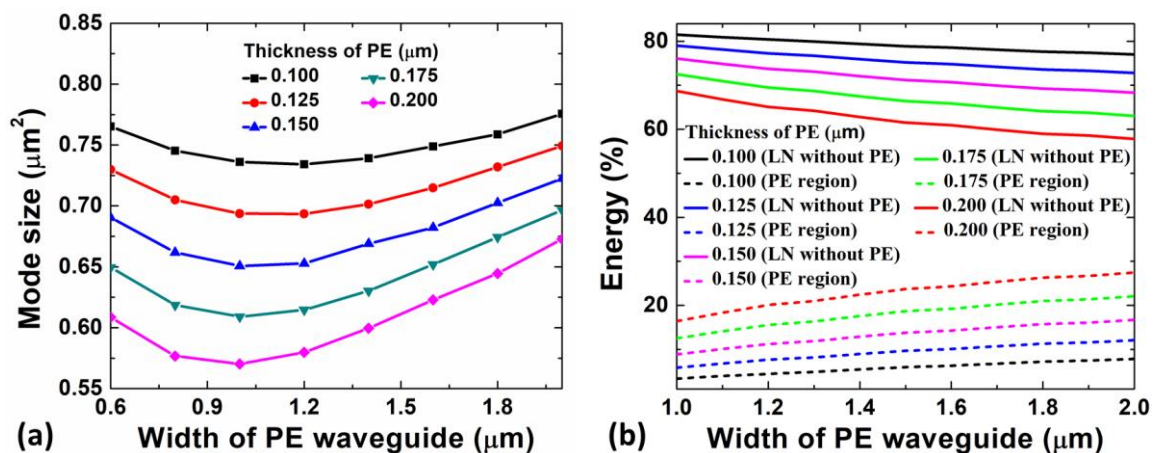 0.85
0.80
0.75
0.70
0.65
0.60
0.55
Mode size (μm²)
Thickness of PE (μm)
0.100 0.175
0.125 0.200
0.150
0.6 0.9 1.2 1.5 1.8
(a) Width of PE waveguide (μm)
80
60
40
20
Energy (%)
Thickness of PE (μm)
0.100 (LN without PE) 0.175 (LN without PE)
0.100 (PE region) 0.175 (PE region)
0.125 (LN without PE) 0.200 (LN without PE)
0.125 (PE region) 0.200 (PE region)
0.150 (LN without PE)
0.150 (PE region)
1.0 1.2 1.4 1.6 1.8 2.0
(b) Width of PE waveguide (μm)